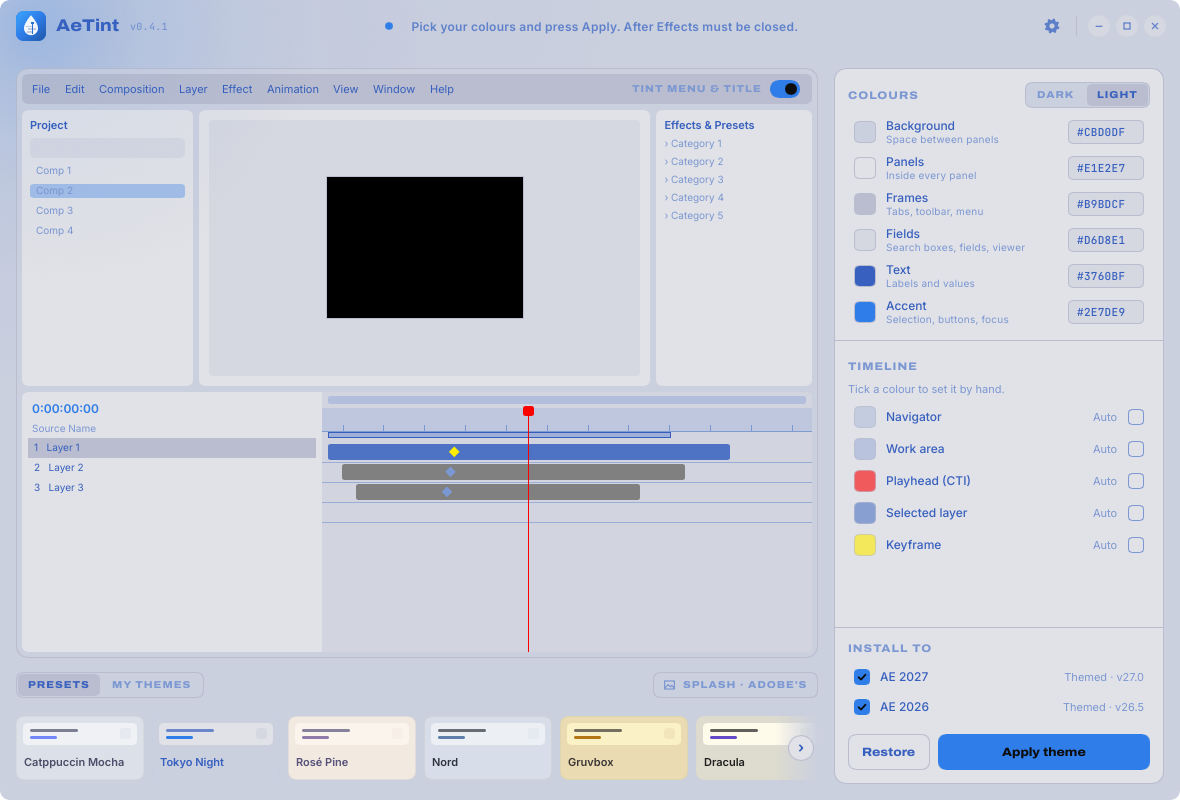 AeTint v0.4.1
Pick your colours and press Apply. After Effects must be closed.
File Edit Composition Layer Effect Animation View Window Help
TINT MENU & TITLE
Project
Comp 1
Comp 2
Comp 3
Comp 4
Effects & Presets
› Category 1
› Category 2
› Category 3
› Category 4
› Category 5
0:00:00:00
Source Name
1 Layer 1
2 Layer 2
3 Layer 3
PRESETS MY THEMES
SPLASH · ADOBE'S
Catppuccin Mocha
Tokyo Night
Rosé Pine
Nord
Gruvbox
Dracula
COLOURS
DARK LIGHT
Background
Space between panels
#CBD0DF
Panels
Inside every panel
#E1E2E7
Frames
Tabs, toolbar, menu
#B9BDCF
Fields
Search boxes, fields, viewer
#D6D8E1
Text
Labels and values
#3760BF
Accent
Selection, buttons, focus
#2E7DE9
TIMELINE
Tick a colour to set it by hand.
Navigator Auto
Work area Auto
Playhead (CTI) Auto
Selected layer Auto
Keyframe Auto
INSTALL TO
AE 2027 Themed · v27.0
AE 2026 Themed · v26.5
Restore Apply theme